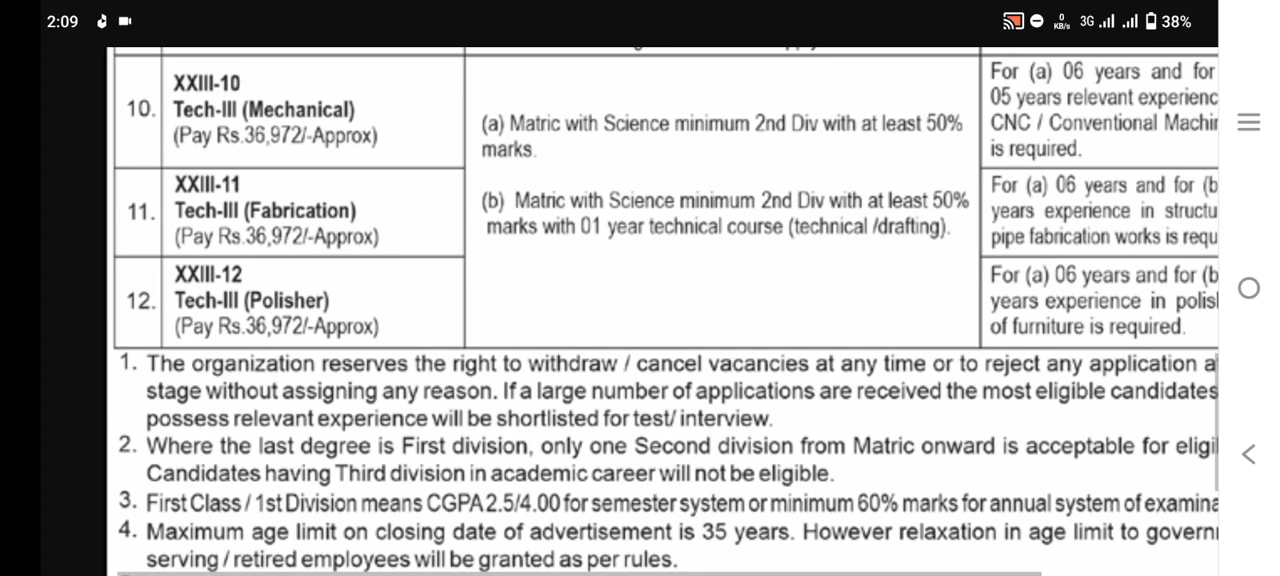 2:09
0 KB/s 3G 38%
10.
XXIII-10
Tech-III (Mechanical)
(Pay Rs.36,972/-Approx)
11.
XXIII-11
Tech-III (Fabrication)
(Pay Rs.36,972/-Approx)
12.
XXIII-12
Tech-III (Polisher)
(Pay Rs.36,972/-Approx)
(a) Matric with Science minimum 2nd Div with at least 50%
marks.
(b) Matric with Science minimum 2nd Div with at least 50%
marks with 01 year technical course (technical /drafting).
For (a) 06 years and for
05 years relevant experienc
CNC / Conventional Machin
is required.
For (a) 06 years and for (b
years experience in structu
pipe fabrication works is requ
For (a) 06 years and for (b
years experience in polis
of furniture is required.
1. The organization reserves the right to withdraw / cancel vacancies at any time or to reject any application a
stage without assigning any reason. If a large number of applications are received the most eligible candidates
possess relevant experience will be shortlisted for test/ interview.
2. Where the last degree is First division, only one Second division from Matric onward is acceptable for eligi
Candidates having Third division in academic career will not be eligible.
3. First Class / 1st Division means CGPA 2.5/4.00 for semester system or minimum 60% marks for annual system of examina
4. Maximum age limit on closing date of advertisement is 35 years. However relaxation in age limit to govern
serving / retired employees will be granted as per rules.